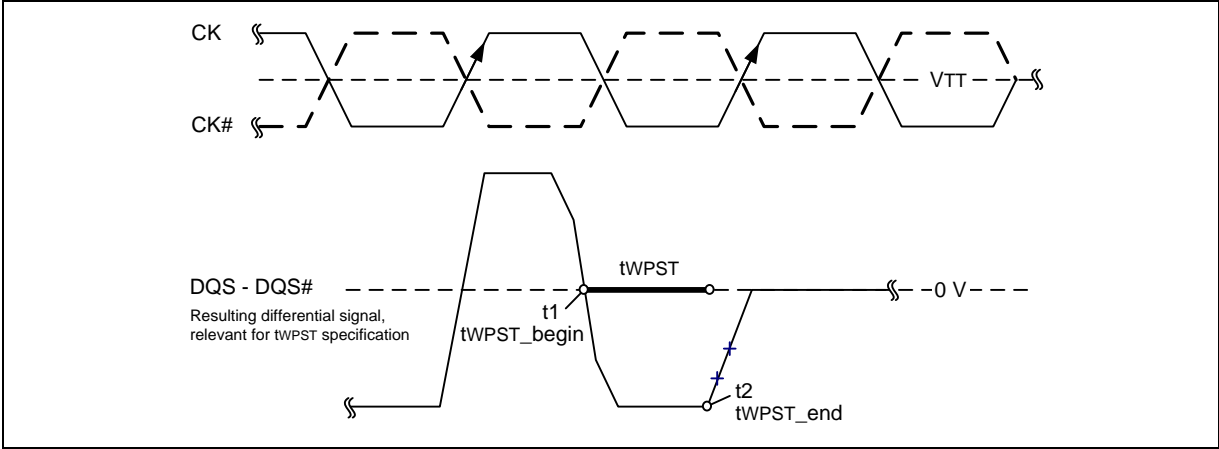 CK
VTT
CK#
tWPST
DQS - DQS#
0 V
Resulting differential signal,
relevant for tWPST specification
t1
tWPST_begin
t2
tWPST_end